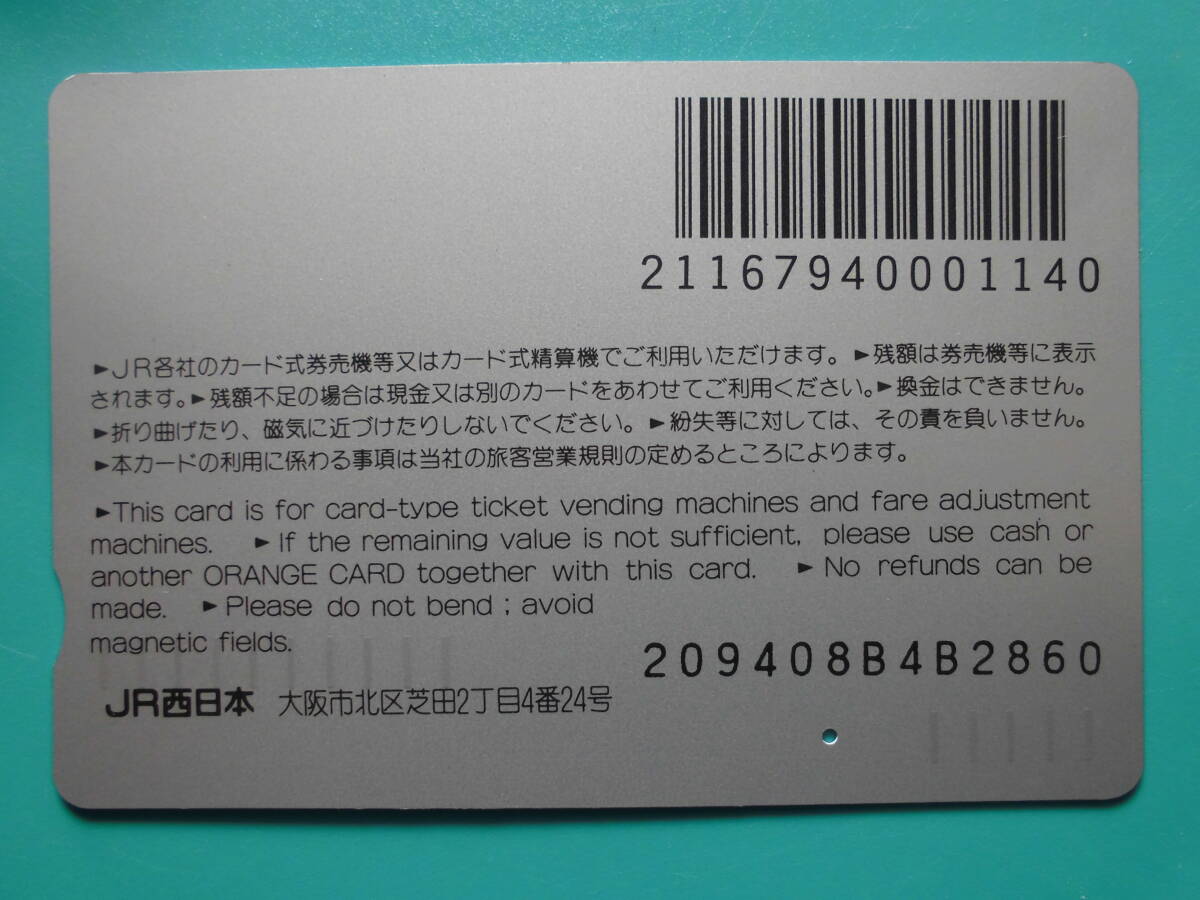 21167940001140
►JR各社のカード式券売機等又はカード式精算機でご利用いただけます。►残額は券売機等に表示
されます。►残額不足の場合は現金又は別のカードをあわせてご利用ください。►換金はできません。
►折り曲げたり、磁気に近づけたりしないでください。►紛失等に対しては、その責を負いません。
►本カードの利用に係わる事項は当社の旅客営業規則の定めるところによります。
►This card is for card-type ticket vending machines and fare adjustment
machines. ►If the remaining value is not sufficient, please use cash or
another ORANGE CARD together with this card. ►No refunds can be
made. ►Please do not bend ; avoid
magnetic fields.
209408B4B2860
JR西日本 大阪市北区芝田2丁目4番24号